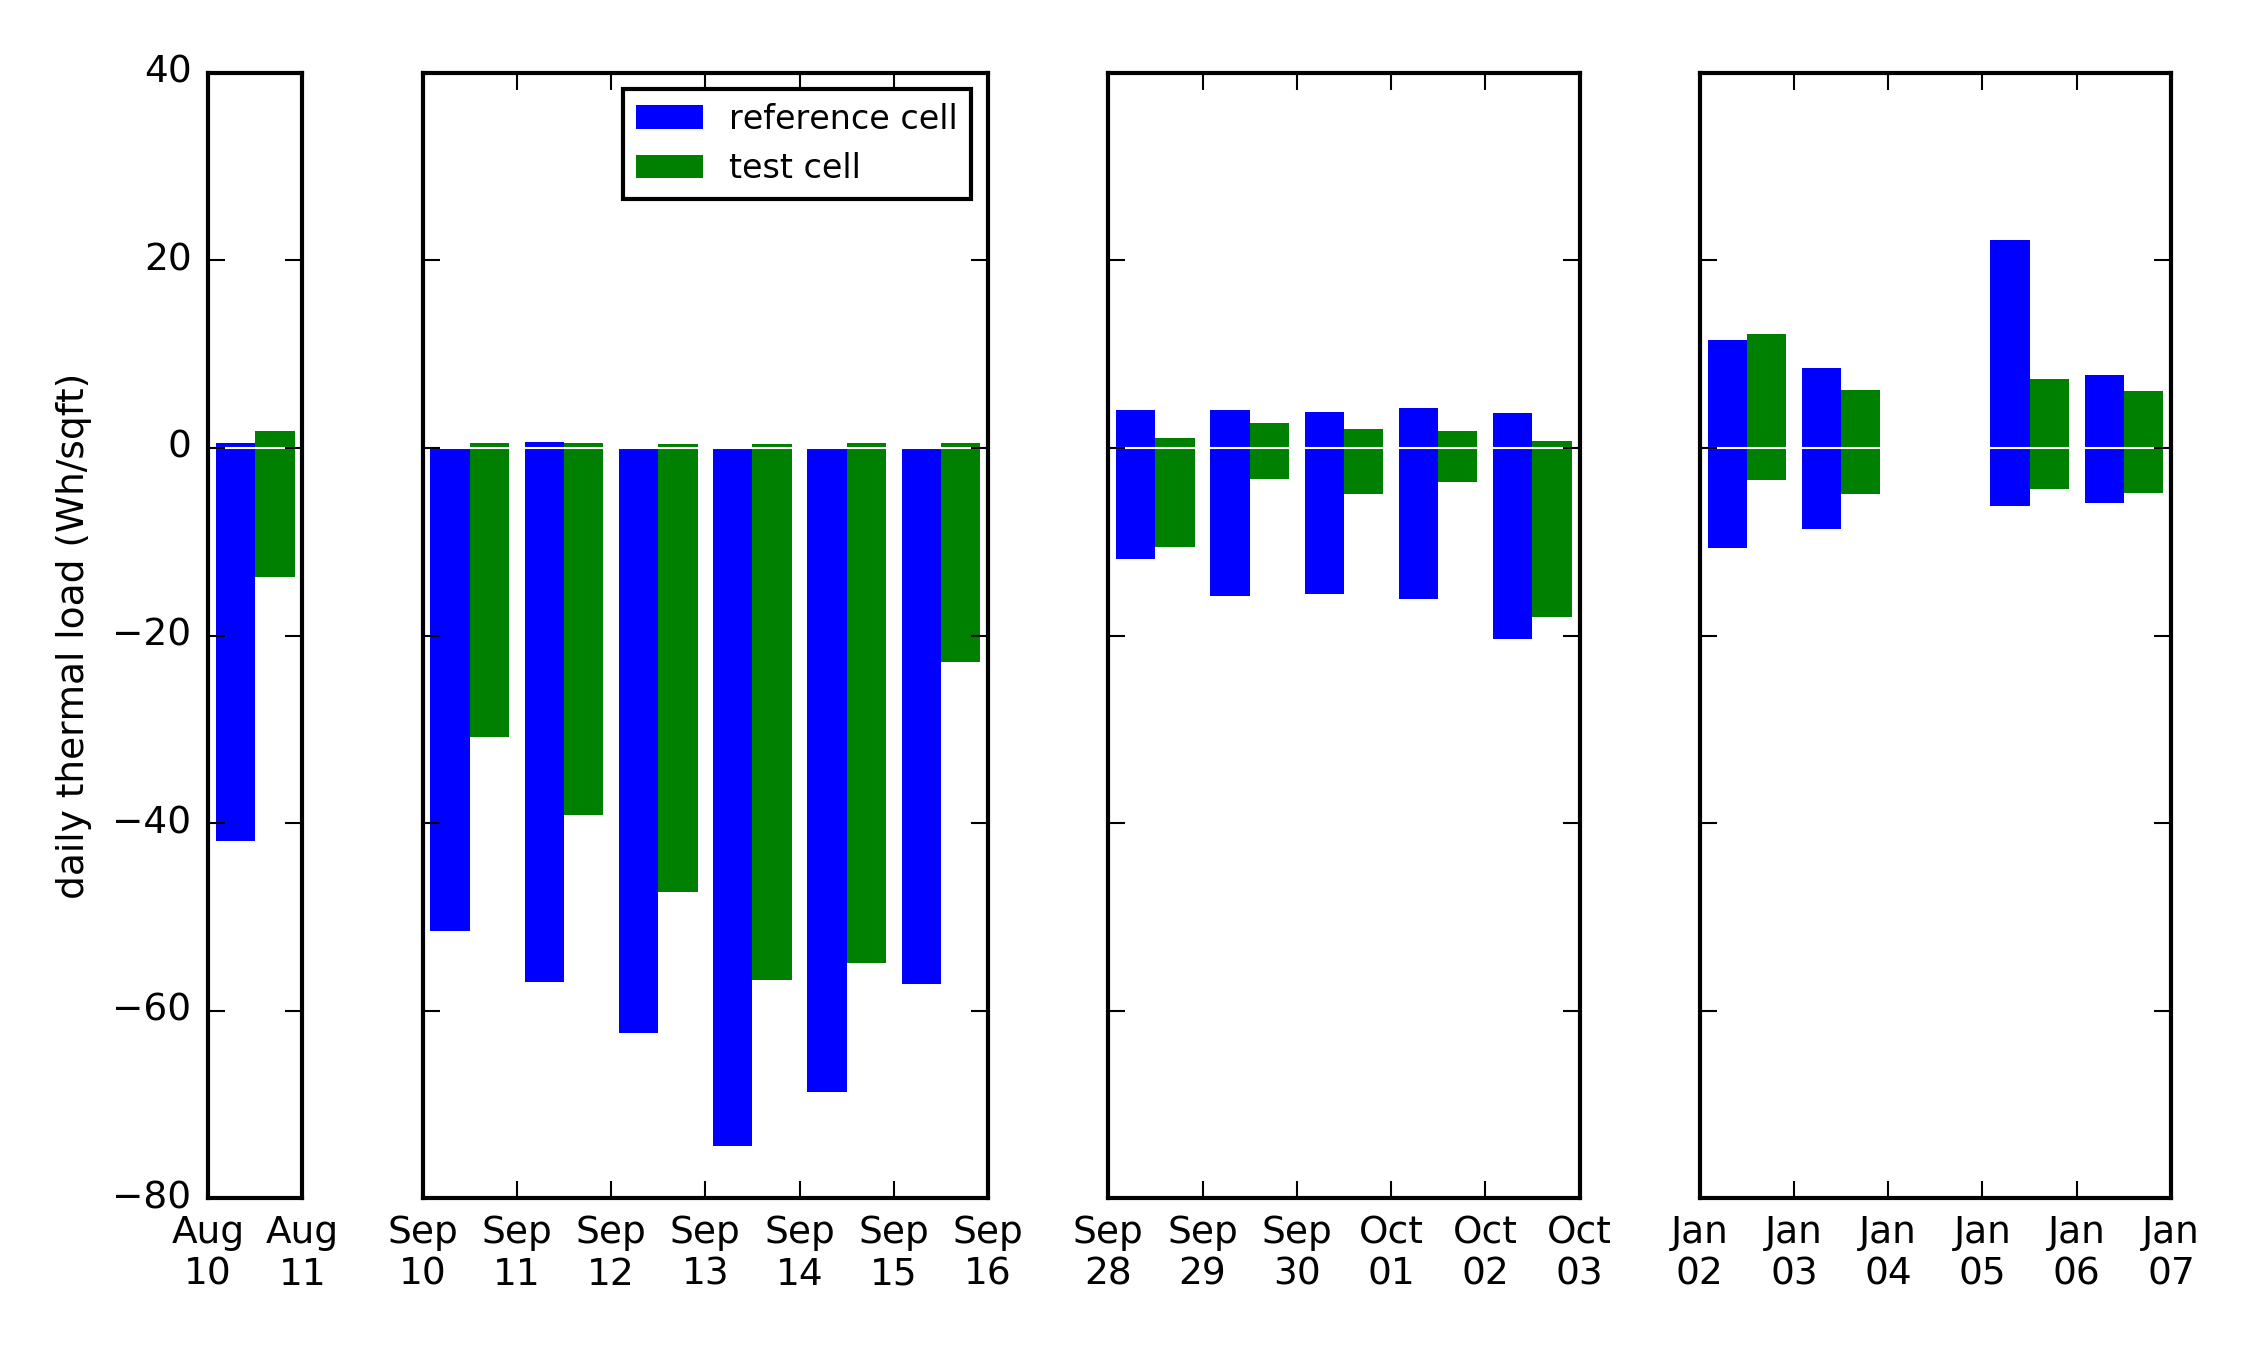 daily thermal load (Wh/sqft)
40
20
0
−20
−40
−60
−80
reference cell
test cell
Aug Aug Sep Sep Sep Sep Sep Sep Sep Sep Sep Sep Oct Oct Oct Jan Jan Jan Jan Jan Jan
10 11 10 11 12 13 14 15 16 28 29 30 01 02 03 02 03 04 05 06 07